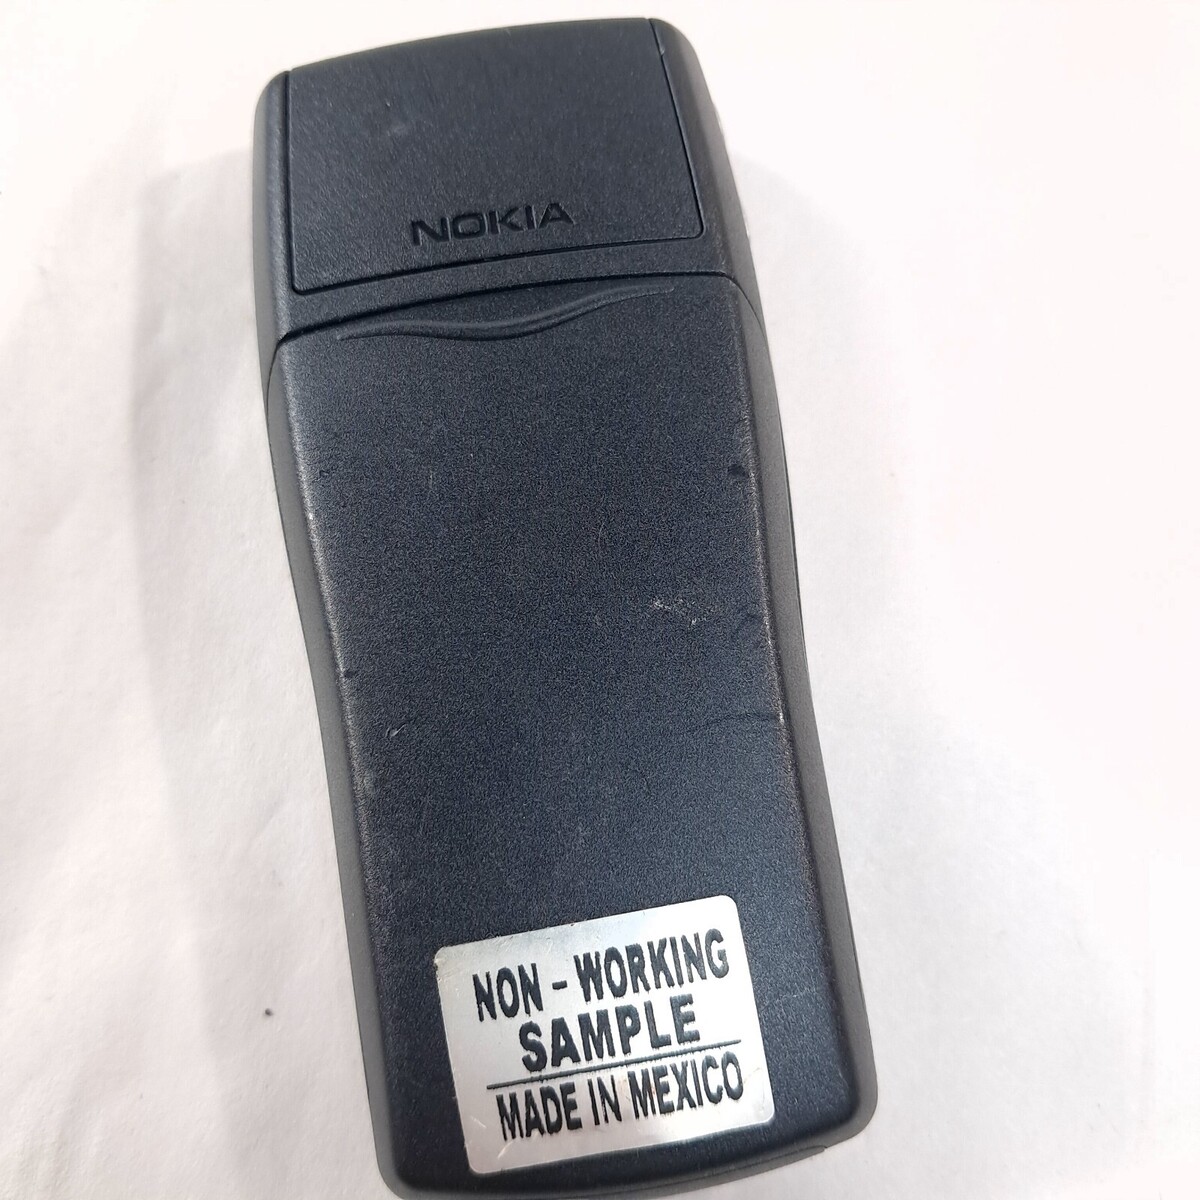 NOKIA
NON - WORKING
SAMPLE
MADE IN MEXICO